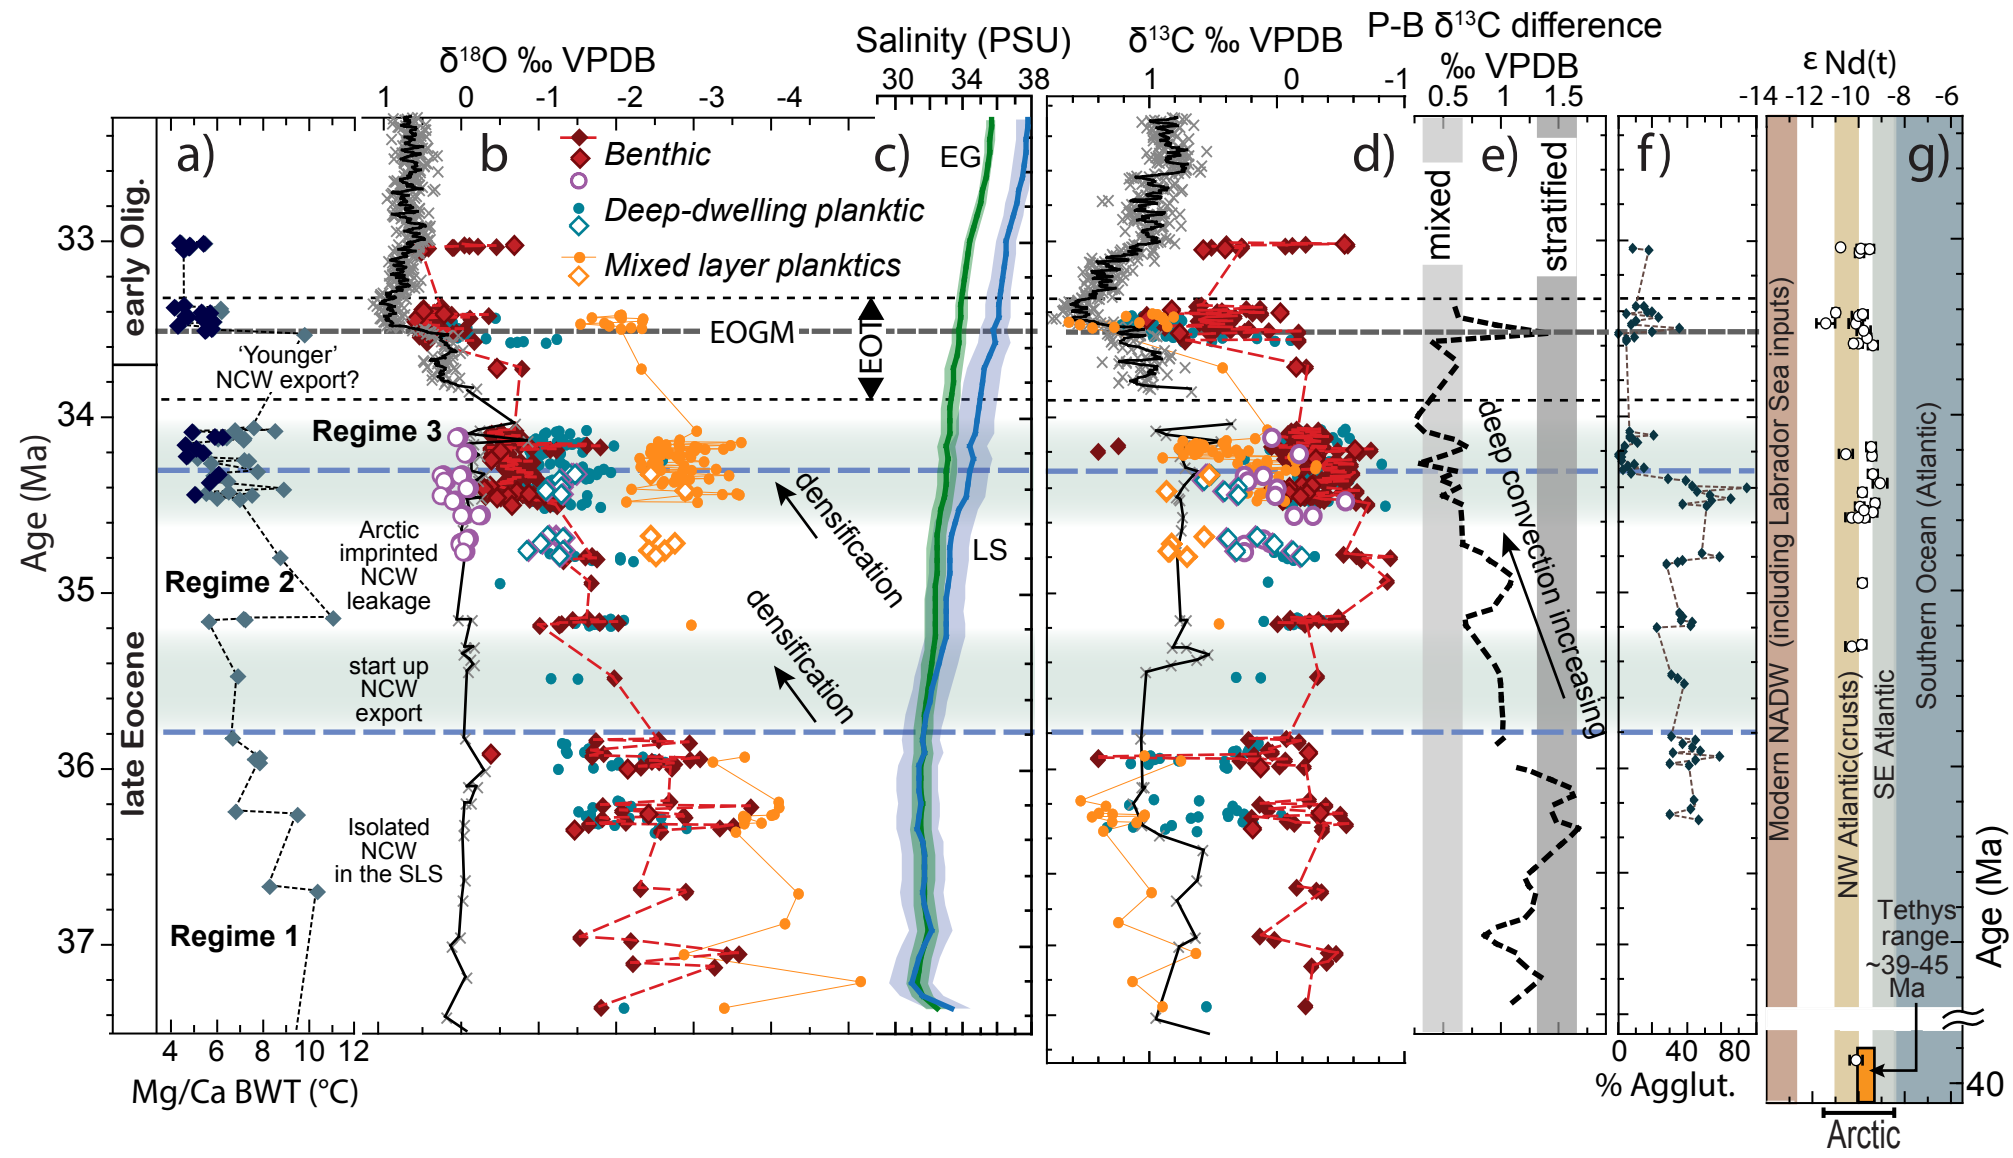 δ18O ‰ VPDB
Salinity (PSU)
δ13C ‰ VPDB
P-B δ13C difference
‰ VPDB
ε Nd(t)
1 0 -1 -2 -3 -4
30 34 38
1 0 -1
0.5 1 1.5
-14 -12 -10 -8 -6
a)
b
c)
d)
e)
f)
g)
Benthic
Deep-dwelling planktic
Mixed layer planktics
EG
LS
mixed
stratified
early Olig.
late Eocene
Age (Ma)
33
34
35
36
37
EOGM
EOT
‘Younger’
NCW export?
Regime 3
Arctic
imprinted
NCW
leakage
Regime 2
start up
NCW
export
Isolated
NCW
in the SLS
Regime 1
densification
densification
deep convection increasing
Modern NADW (including Labrador Sea inputs)
NW Atlantic(crusts)
SE Atlantic
Southern Ocean (Atlantic)
Tethys
range
~39-45
Ma
Age (Ma)
40
4 6 8 10 12
Mg/Ca BWT (°C)
0 40 80
% Agglut.
Arctic